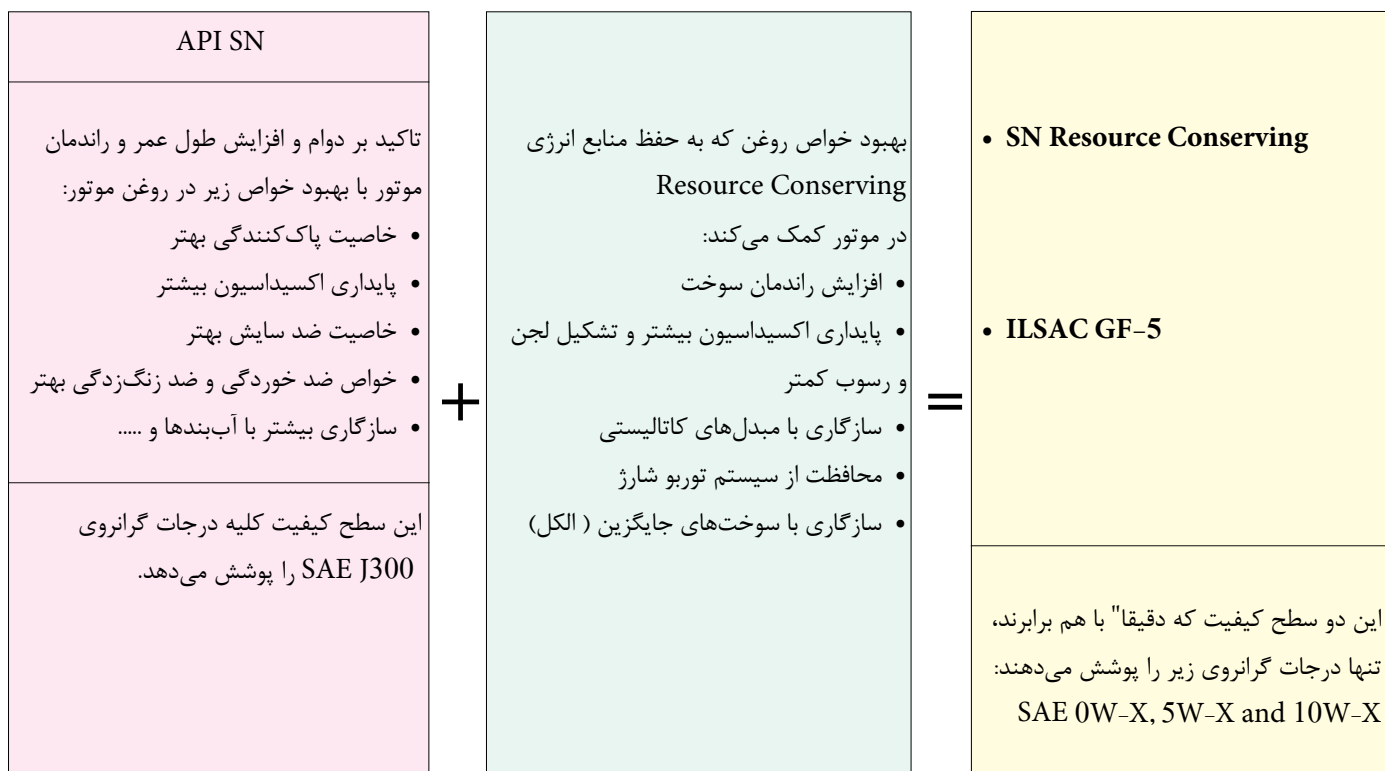 API SN
تاکید بر دوام و افزایش طول عمر و راندمان
موتور با بهبود خواص زیر در روغن موتور:
• خاصیت پاک‌کنندگی بهتر
• پایداری اکسیداسیون بیشتر
• خاصیت ضد سایش بهتر
• خواص ضد خوردگی و ضد زنگ‌زدگی بهتر
• سازگاری بیشتر با آب‌بندها و .....
این سطح کیفیت کلیه درجات گرانروی
SAE J300 را پوشش می‌دهد.
+
بهبود خواص روغن که به حفظ منابع انرژی
Resource Conserving
در موتور کمک می‌کند:
• افزایش راندمان سوخت
• پایداری اکسیداسیون بیشتر و تشکیل لجن
و رسوب کمتر
• سازگاری با مبدل‌های کاتالیستی
• محافظت از سیستم توربو شارژ
• سازگاری با سوخت‌های جایگزین ( الکل)
=
• SN Resource Conserving
• ILSAC GF-5
این دو سطح کیفیت که دقیقا" با هم برابرند،
تنها درجات گرانروی زیر را پوشش می‌دهند:
SAE 0W-X, 5W-X and 10W-X